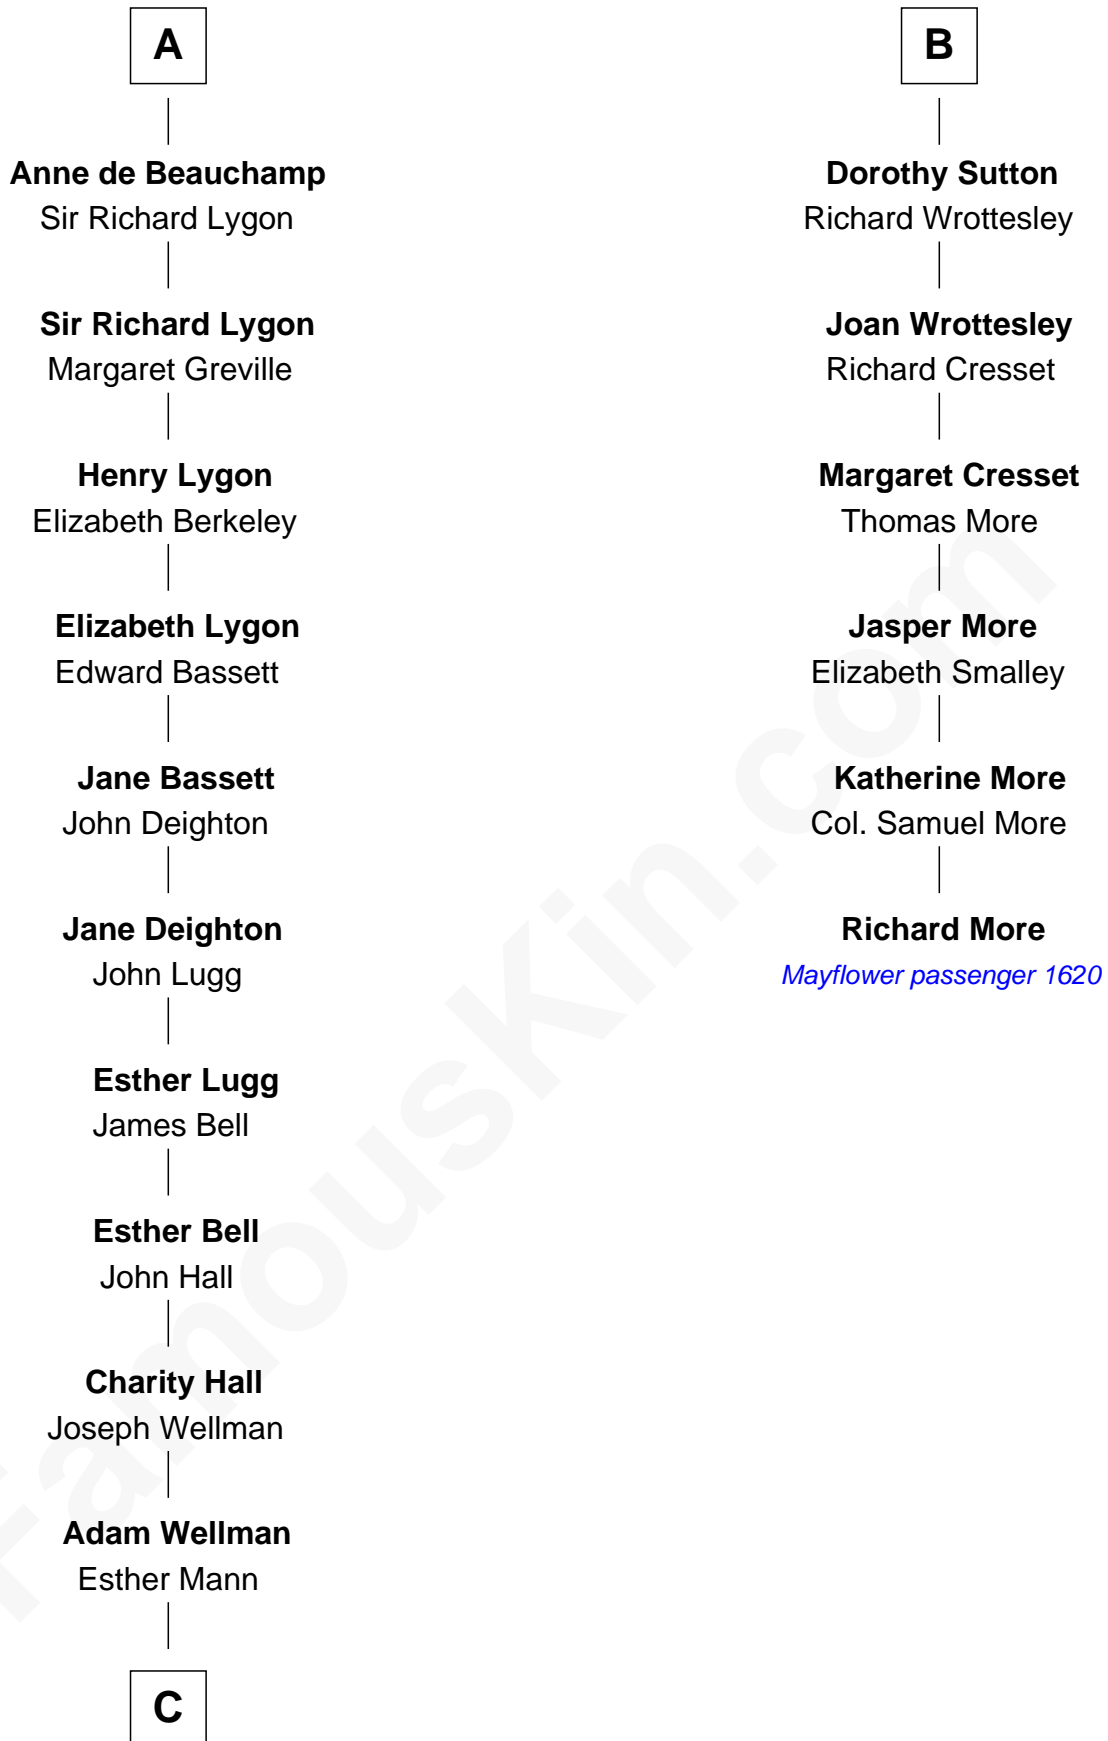 A
Anne de Beauchamp
Sir Richard Lygon
Sir Richard Lygon
Margaret Greville
Henry Lygon
Elizabeth Berkeley
Elizabeth Lygon
Edward Bassett
Jane Bassett
John Deighton
Jane Deighton
John Lugg
Esther Lugg
James Bell
Esther Bell
John Hall
Charity Hall
Joseph Wellman
Adam Wellman
Esther Mann
C
B
Dorothy Sutton
Richard Wrottesley
Joan Wrottesley
Richard Cresset
Margaret Cresset
Thomas More
Jasper More
Elizabeth Smalley
Katherine More
Col. Samuel More
Richard More
Mayflower passenger 1620
FamousKin.com